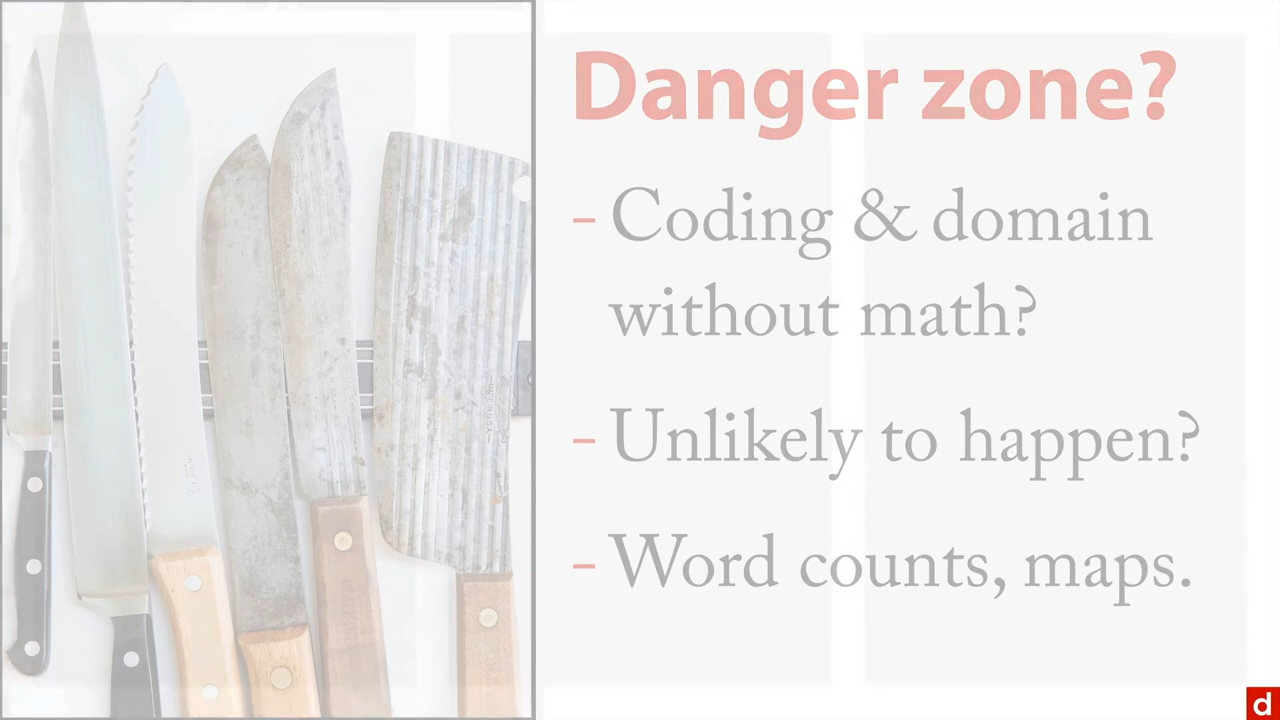 Danger zone?
- Coding & domain
without math?
- Unlikely to happen?
- Word counts, maps.
d